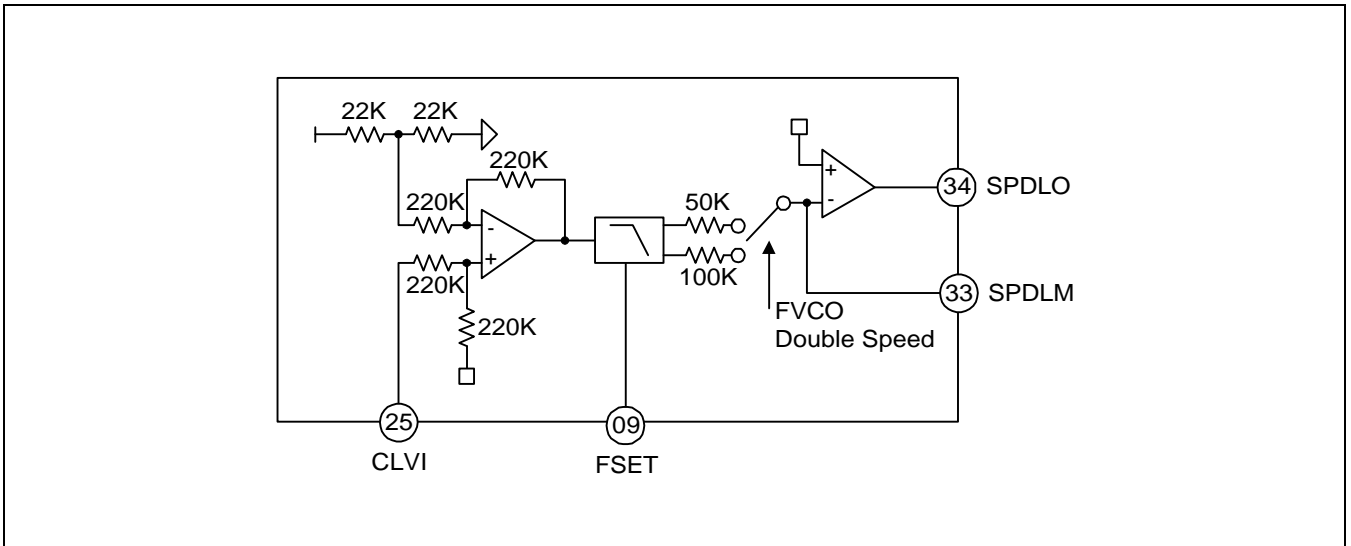 22K 22K
220K
220K
-
+
220K
220K
50K
100K
+
-
FVCO
Double Speed
34 SPDLO
33 SPDLM
25
CLVI
09
FSET